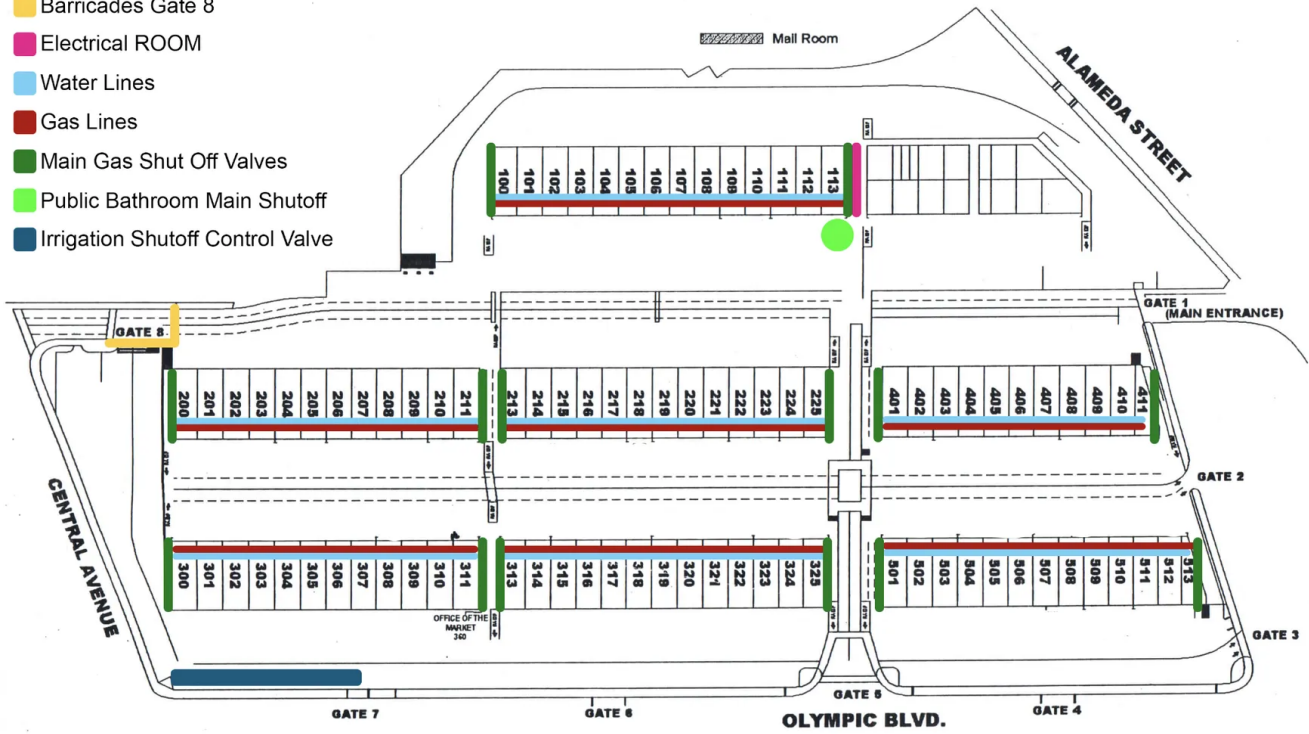 Barricades Gate 8
Electrical ROOM
Water Lines
Gas Lines
Main Gas Shut Off Valves
Public Bathroom Main Shutoff
Irrigation Shutoff Control Valve
Mail Room
ALAMEDA STREET
100 101 102 103 104 105 106 107 108 109 110 111 112 113
GATE 1
(MAIN ENTRANCE)
GATE 8
200 201 202 203 204 205 206 207 208 209 210 211
213 214 215 216 217 218 219 220 221 222 223 224 225
401 402 403 404 405 406 407 408 409 410 411
GATE 2
CENTRAL AVENUE
300 301 302 303 304 305 306 307 308 309 310 311
313 314 315 316 317 318 319 320 321 322 323 324 325
501 502 503 504 505 506 507 508 509 510 511 512 513
OFFICE OF THE
MARKET
360
GATE 3
GATE 7
GATE 6
GATE 5
GATE 4
OLYMPIC BLVD.